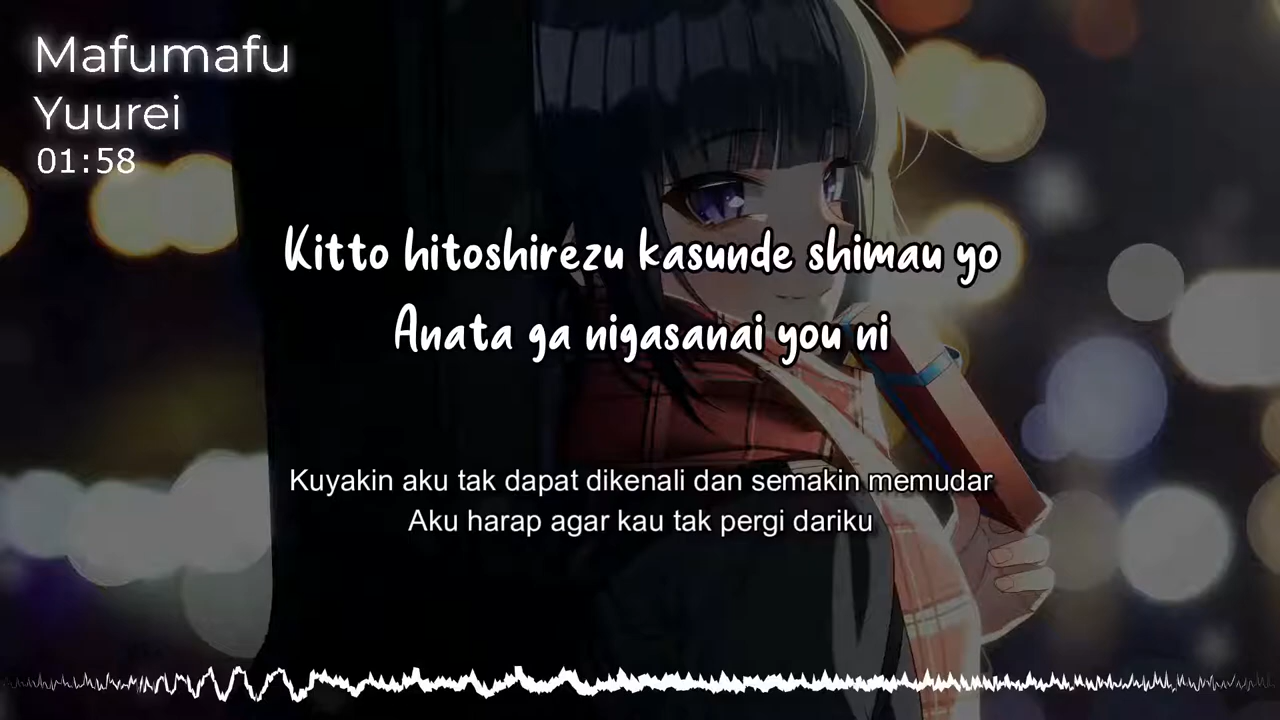 Mafumafu
Yuurei
01:58
Kitto hitoshirezu kasunde shimau yo
Anata ga nigasanai you ni
Kuyakin aku tak dapat dikenali dan semakin memudar
Aku harap agar kau tak pergi dariku